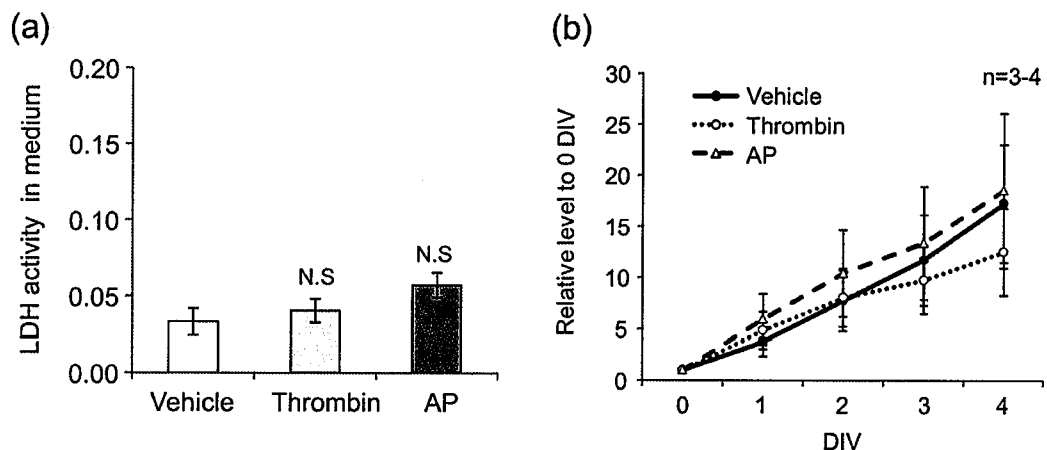 (a)
LDH activity in medium
0.20
0.15
0.10
0.05
0.00
N.S
N.S
Vehicle Thrombin AP
(b)
Relative level to 0 DIV
30
25
20
15
10
5
0
n=3-4
Vehicle
Thrombin
AP
0 1 2 3 4
DIV